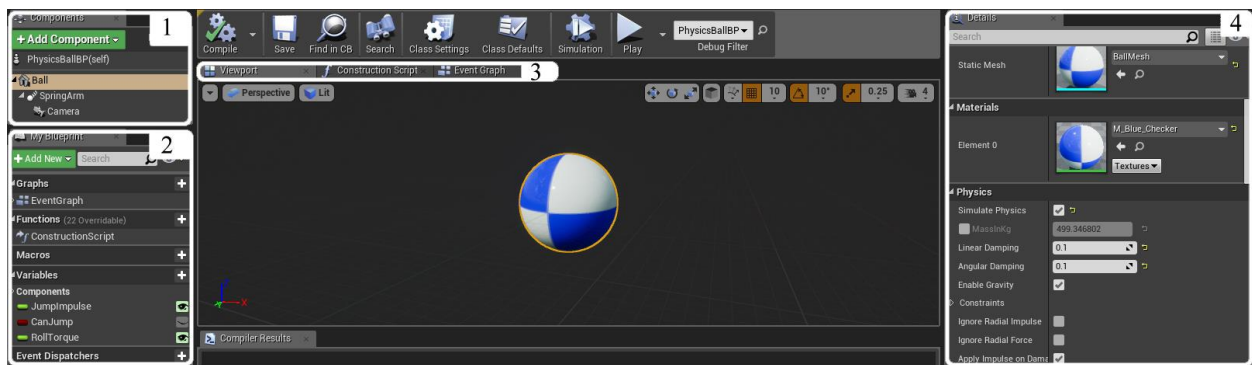 Components
1
+Add Component
PhysicsBallBP(self)
Ball
SpringArm
Camera
My Blueprint
2
+Add New
Search
Graphs
EventGraph
Functions (22 Overridable)
ConstructionScript
Macros
Variables
Components
JumpImpulse
CanJump
RollTorque
Event Dispatchers
Compile
Save
Find in CB
Search
Class Settings
Class Defaults
Simulation
Play
PhysicsBallBP
Debug Filter
Viewport
Construction Script
Event Graph
3
Perspective
Lit
10
10°
0.25
4
X
Compiler Results
Details
4
Search
Static Mesh
BallMesh
Materials
Element 0
M_Blue_Checker
Textures
Physics
Simulate Physics
MassInKg
499.346802
Linear Damping
0.1
Angular Damping
0.1
Enable Gravity
Constraints
Ignore Radial Impulse
Ignore Radial Force
Apply Impulse on Dama